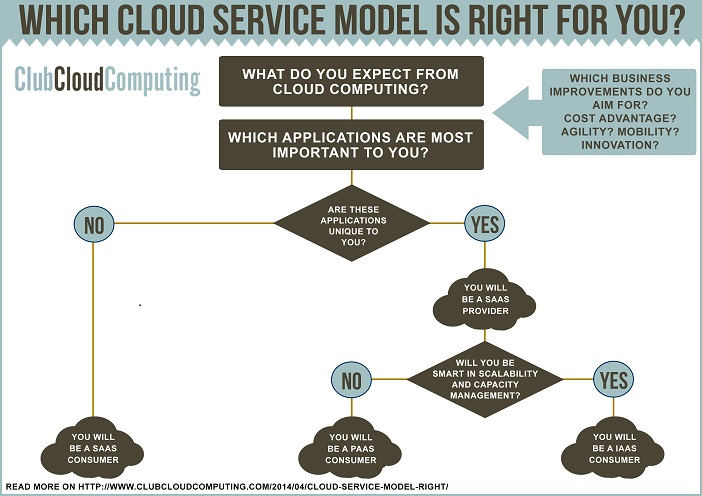 WHICH CLOUD SERVICE MODEL IS RIGHT FOR YOU?
ClubCloudComputing
WHAT DO YOU EXPECT FROM
CLOUD COMPUTING?
WHICH BUSINESS
IMPROVEMENTS DO YOU
AIM FOR?
COST ADVANTAGE?
AGILITY? MOBILITY?
INNOVATION?
WHICH APPLICATIONS ARE MOST
IMPORTANT TO YOU?
ARE THESE
APPLICATIONS
UNIQUE TO
YOU?
NO
YES
YOU WILL
BE A SAAS
PROVIDER
WILL YOU BE
SMART IN SCALABILITY
AND CAPACITY
MANAGEMENT?
NO
YES
YOU WILL
BE A SAAS
CONSUMER
YOU WILL
BE A PAAS
CONSUMER
YOU WILL
BE A IAAS
CONSUMER
READ MORE ON HTTP://WWW.CLUBCLOUDCOMPUTING.COM/2014/04/CLOUD-SERVICE-MODEL-RIGHT/